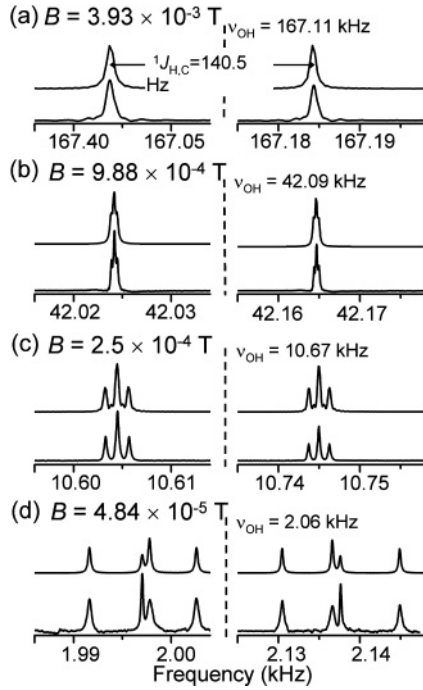 (a) B = 3.93 × 10⁻³ T
ν_OH = 167.11 kHz
¹J_H,C=140.5
Hz
167.40 167.05 167.18 167.19
(b) B = 9.88 × 10⁻⁴ T
ν_OH = 42.09 kHz
42.02 42.03 42.16 42.17
(c) B = 2.5 × 10⁻⁴ T
ν_OH = 10.67 kHz
10.60 10.61 10.74 10.75
(d) B = 4.84 × 10⁻⁵ T
ν_OH = 2.06 kHz
1.99 2.00 2.13 2.14
Frequency (kHz)